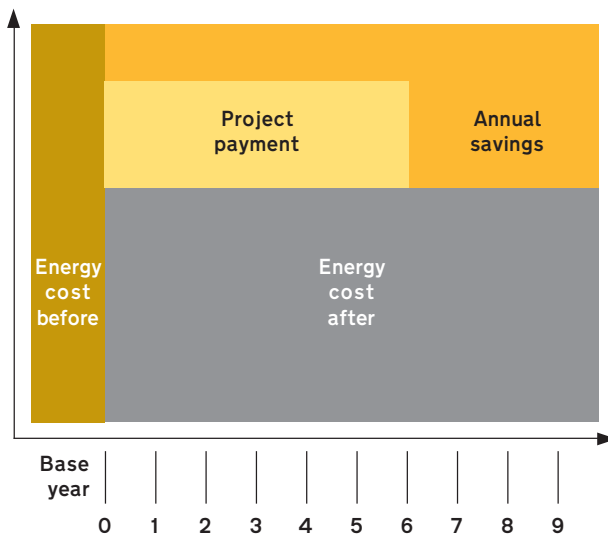 Project
payment
Annual
savings
Energy
cost
before
Energy
cost
after
Base
year
0 1 2 3 4 5 6 7 8 9